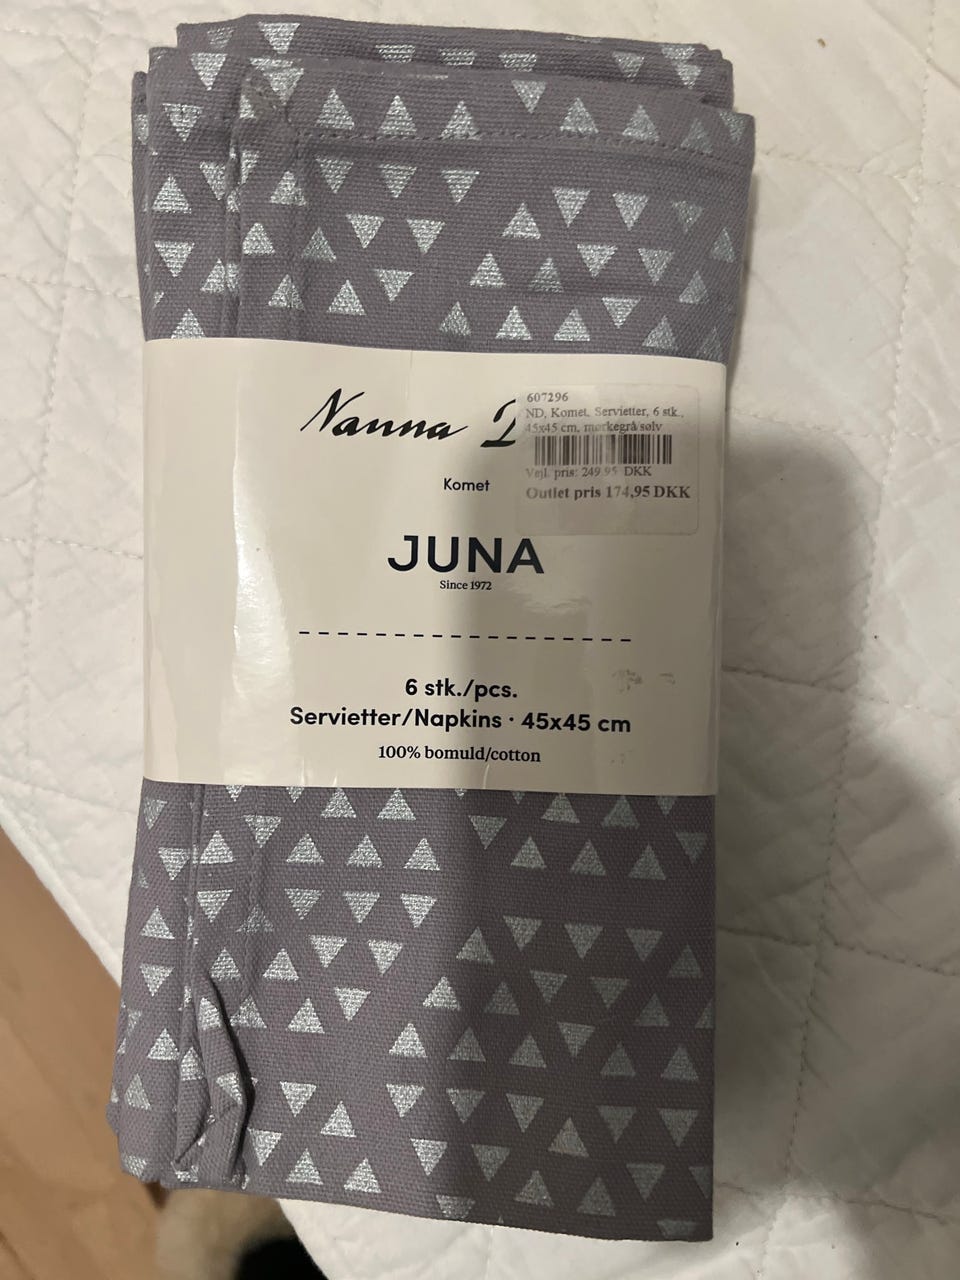 Nanna
607296
ND, Komet, Servietter, 6 stk.,
45x45 cm, mørkegrå/sølv
Vejl. pris: 249,95 DKK
Outlet pris 174,95 DKK
Komet
JUNA
Since 1972
6 stk./pcs.
Servietter/Napkins · 45x45 cm
100% bomuld/cotton